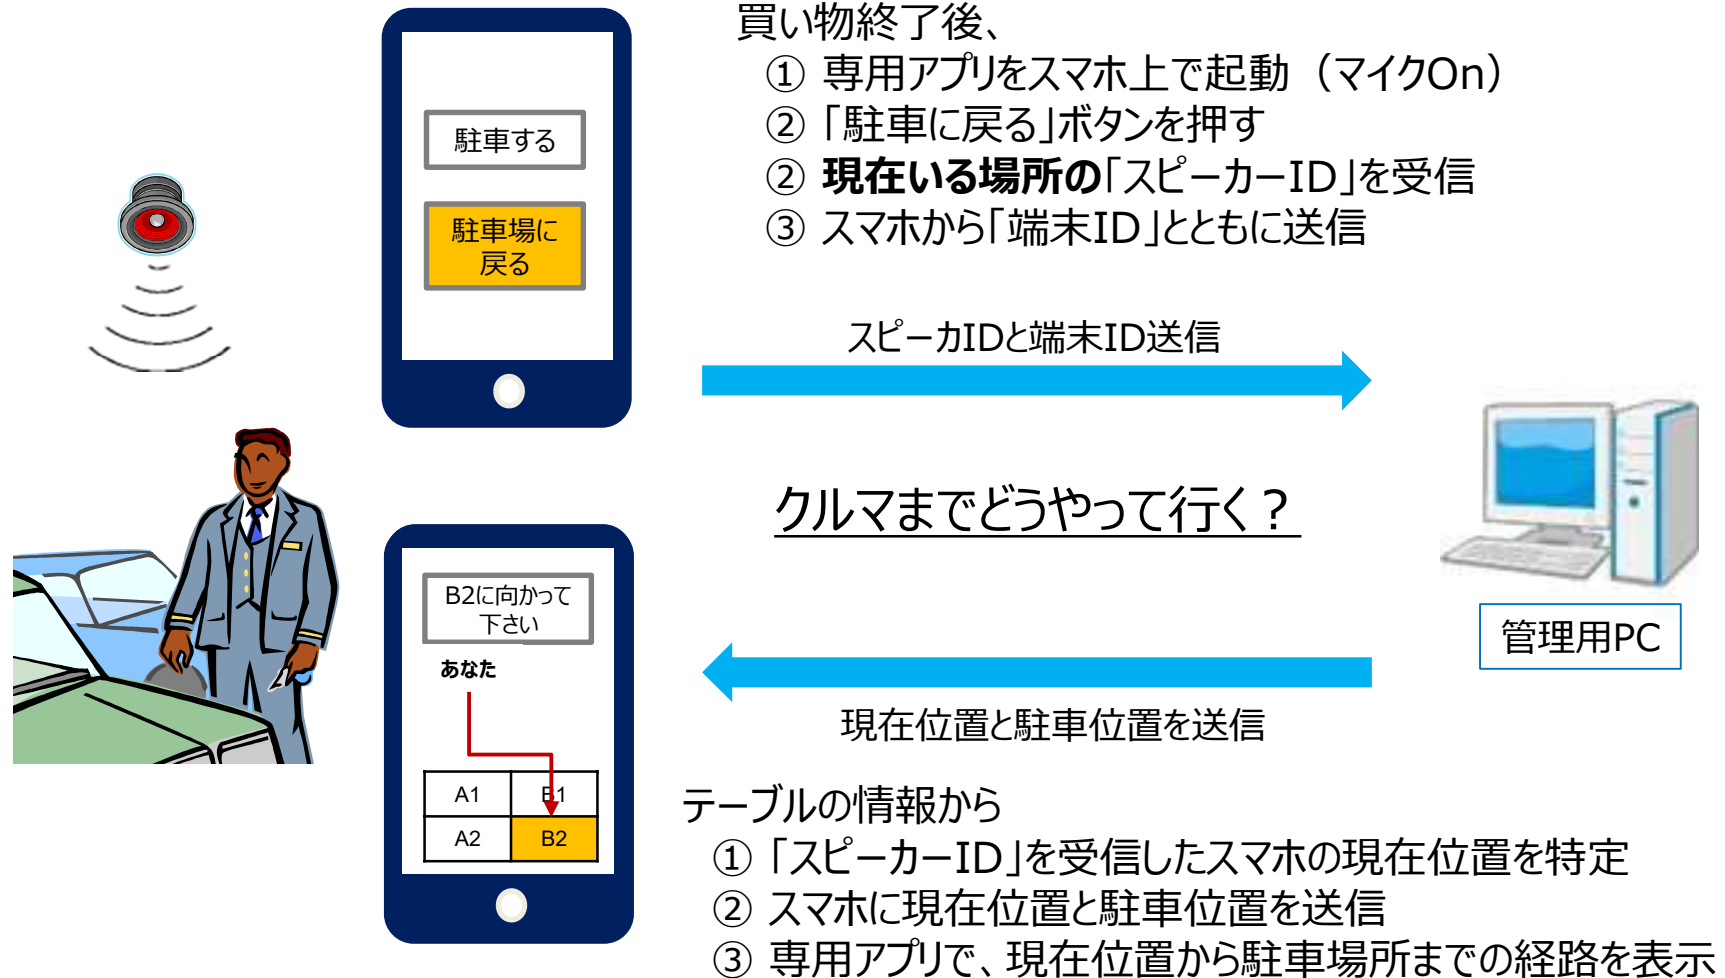 買い物終了後、
① 専用アプリをスマホ上で起動（マイクOn）
②「駐車に戻る」ボタンを押す
② 現在いる場所の「スピーカーID」を受信
③ スマホから「端末ID」とともに送信
駐車する
駐車場に
戻る
スピーカIDと端末ID送信
クルマまでどうやって行く？
管理用PC
B2に向かって
下さい
あなた
A1 B1
A2 B2
現在位置と駐車位置を送信
テーブルの情報から
①「スピーカーID」を受信したスマホの現在位置を特定
② スマホに現在位置と駐車位置を送信
③ 専用アプリで、現在位置から駐車場所までの経路を表示